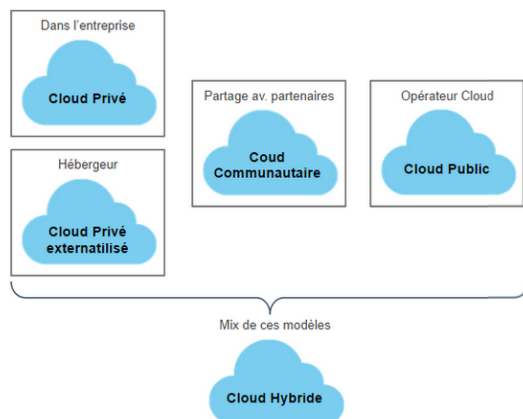 Dans l'entreprise
Cloud Privé
Hébergeur
Cloud Privé
externatilisé
Partage av. partenaires
Coud
Communautaire
Opérateur Cloud
Cloud Public
Mix de ces modèles
Cloud Hybride